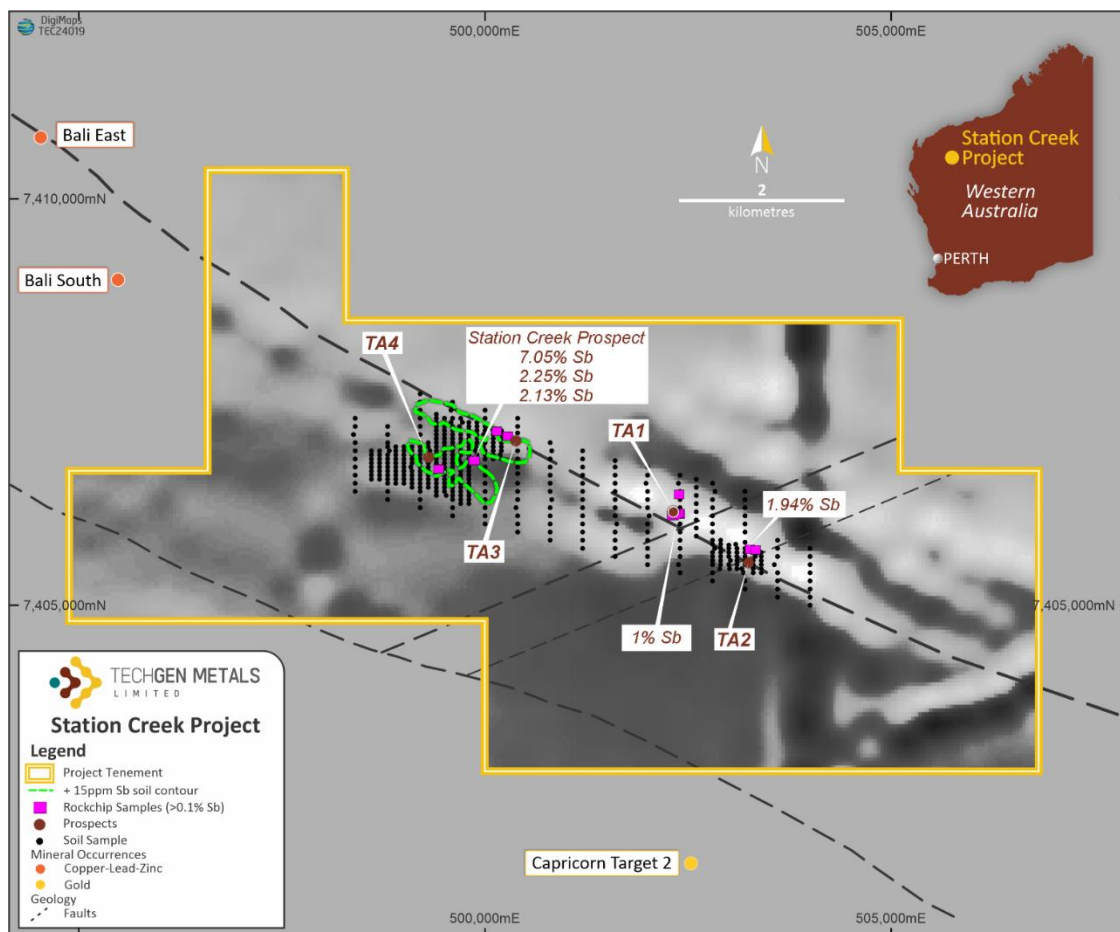 DigiMaps
TEC24019
500,000mE
505,000mE
Bali East
7,410,000mN
Bali South
N
2
kilometres
Station Creek
Project
Western
Australia
PERTH
TA4
Station Creek Prospect
7.05% Sb
2.25% Sb
2.13% Sb
TA1
1.94% Sb
TA3
7,405,000mN
7,405,000mN
1% Sb
TA2
TECHGEN METALS
LIMITED
Station Creek Project
Legend
Project Tenement
+ 15ppm Sb soil contour
Rockchip Samples (>0.1% Sb)
Prospects
Soil Sample
Mineral Occurrences
Copper-Lead-Zinc
Gold
Geology
Faults
Capricorn Target 2
500,000mE
505,000mE